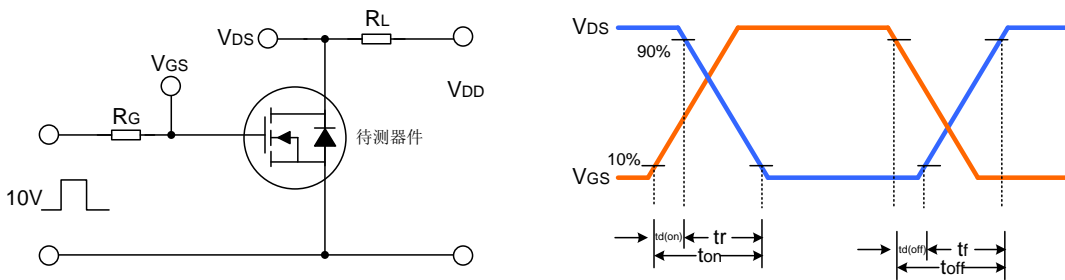 RL
VDS
VGS
VDD
RG
待测器件
10V
VDS
90%
10%
VGS
td(on)
tr
ton
td(off)
tf
toff